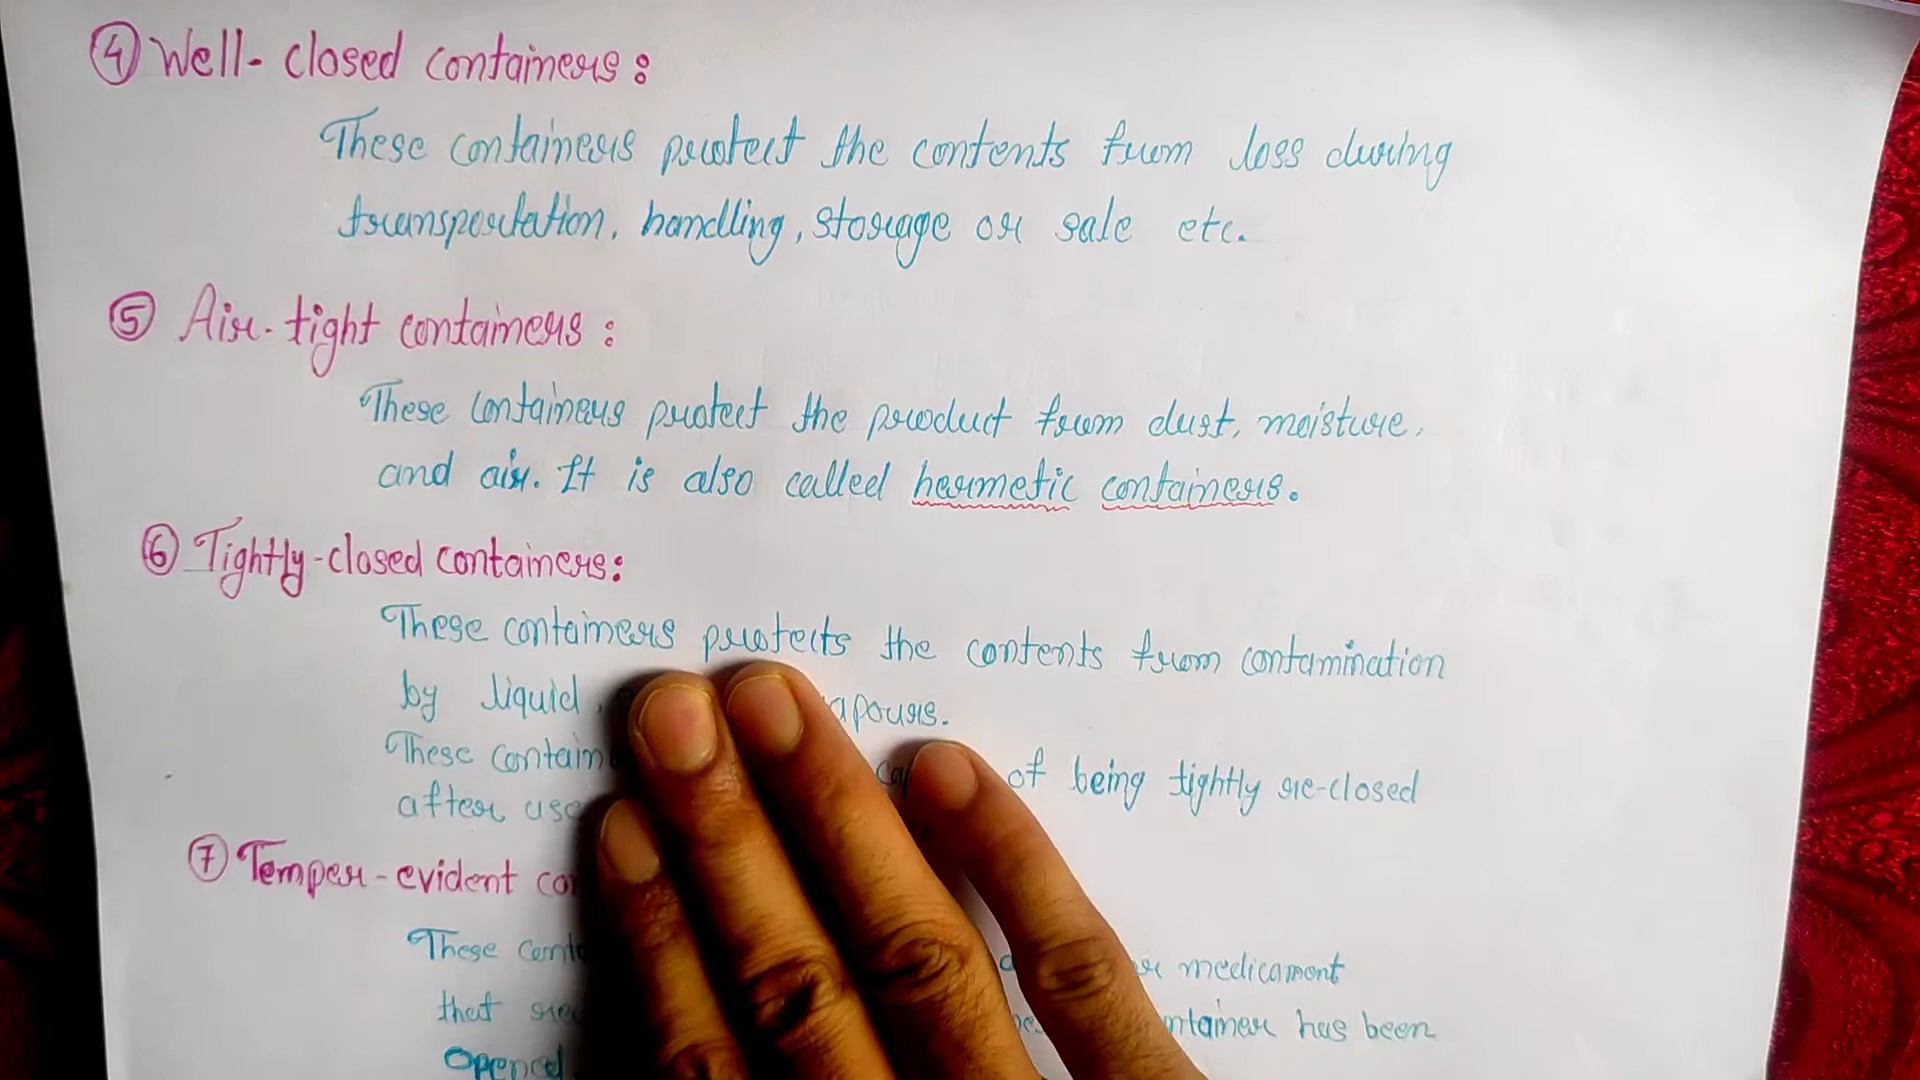 ④ Well-closed containers:
These containers protect the contents from loss during
transportation, handling, storage or sale etc.
⑤ Air-tight containers:
These containers protect the product from dust, moisture,
and air. It is also called hermetic containers.
⑥ Tightly-closed containers:
These containers protects the contents from contamination
by liquid,
These of being tightly re-closed
after use
⑦ Temper-evident
These medicament
that has been
Opened